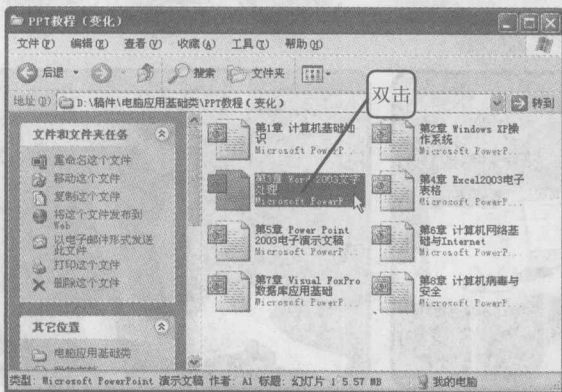 PPT教程（变化）
文件(F) 编辑(E) 查看(V) 收藏(A) 工具(T) 帮助(H)
后退 搜索 文件夹
地址(D) D:\稿件\电脑应用基础类\PPT教程（变化） 转到
双击
文件和文件夹任务
重命名这个文件
移动这个文件
复制这个文件
将这个文件发布到
Web
以电子邮件形式发送
此文件
打印这个文件
删除这个文件
其它位置
电脑应用基础类
第1章 计算机基础知
识
Microsoft PowerP...
第2章 Windows XP操
作系统
Microsoft PowerP...
第3章 Word 2003文字
处理
Microsoft PowerP...
第4章 Excel2003电子
表格
Microsoft PowerP...
第5章 Power Point
2003电子演示文稿
Microsoft PowerP...
第6章 计算机网络基
础与Internet
Microsoft PowerP...
第7章 Visual FoxPro
数据库应用基础
Microsoft PowerP...
第8章 计算机病毒与
安全
Microsoft PowerP...
类型: Microsoft PowerPoint 演示文稿 作者: A1 标题: 幻灯片 1 5.57 MB 我的电脑